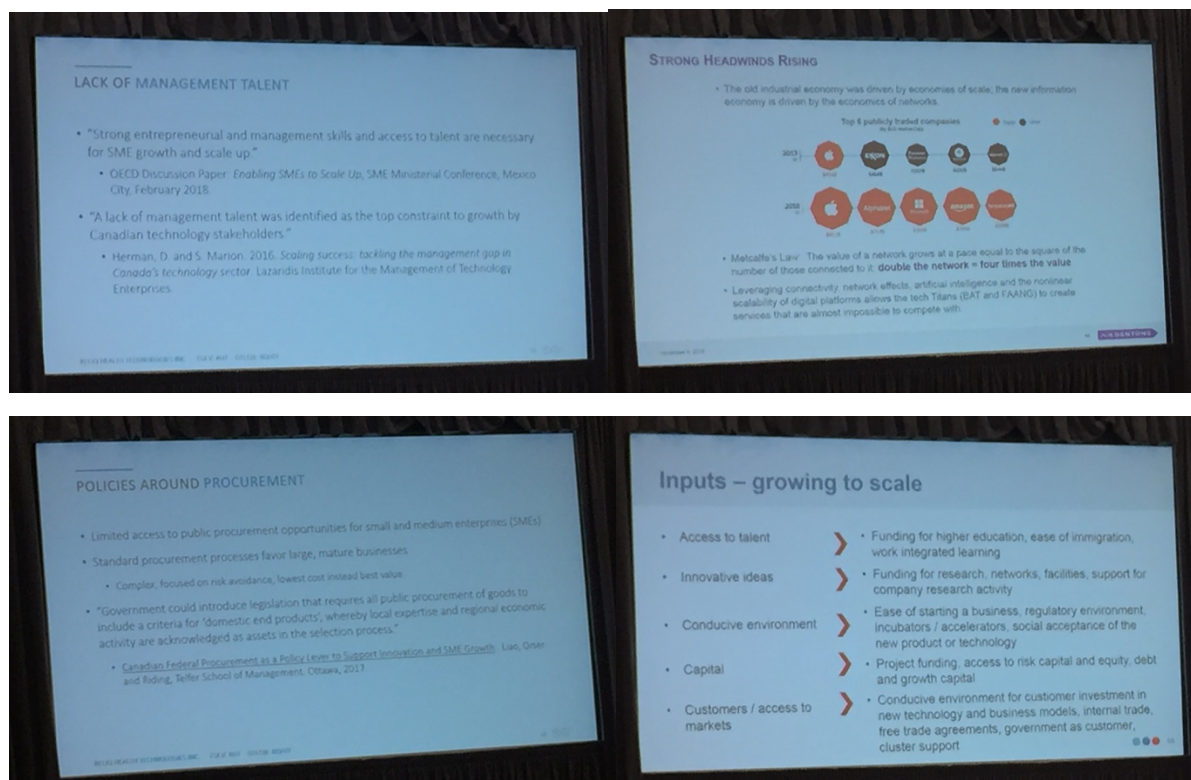 LACK OF MANAGEMENT TALENT
• "Strong entrepreneurial and management skills and access to talent are necessary
for SME growth and scale up."
• OECD Discussion Paper: Enabling SMEs to Scale Up, SME Ministerial Conference, Mexico
City, February 2018.
• "A lack of management talent was identified as the top constraint to growth by
Canadian technology stakeholders."
• Herman, D. and S. Marion. 2016. Scaling success: tackling the management gap in
Canada's technology sector. Lazaridis Institute for the Management of Technology
Enterprises.
STRONG HEADWINDS RISING
• The old industrial economy was driven by economies of scale; the new information
economy is driven by the economics of networks.
Top 5 publicly traded companies
Alphabet
amazon
• Metcalfe's Law: The value of a network grows at a pace equal to the square of the
number of those connected to it: double the network = four times the value
• Leveraging connectivity, network effects, artificial intelligence and the nonlinear
scalability of digital platforms allows the tech Titans (BAT and FAANG) to create
services that are almost impossible to compete with
DENTONS
POLICIES AROUND PROCUREMENT
• Limited access to public procurement opportunities for small and medium enterprises (SMEs)
• Standard procurement processes favor large, mature businesses
• Complex, focused on risk avoidance, lowest cost instead best value
• "Government could introduce legislation that requires all public procurement of goods to
include a criteria for 'domestic end products', whereby local expertise and regional economic
activity are acknowledged as assets in the selection process."
• Canadian Federal Procurement as a Policy Lever to Support Innovation and SME Growth. Liao, Orser
and Riding, Telfer School of Management. Ottawa, 2017
Inputs – growing to scale
• Access to talent
• Funding for higher education, ease of immigration,
work integrated learning
• Innovative ideas
• Funding for research, networks, facilities, support for
company research activity
• Conducive environment
• Ease of starting a business, regulatory environment,
incubators / accelerators, social acceptance of the
new product or technology
• Capital
• Project funding, access to risk capital and equity, debt
and growth capital
• Customers / access to
markets
• Conducive environment for customer investment in
new technology and business models, internal trade,
free trade agreements, government as customer,
cluster support